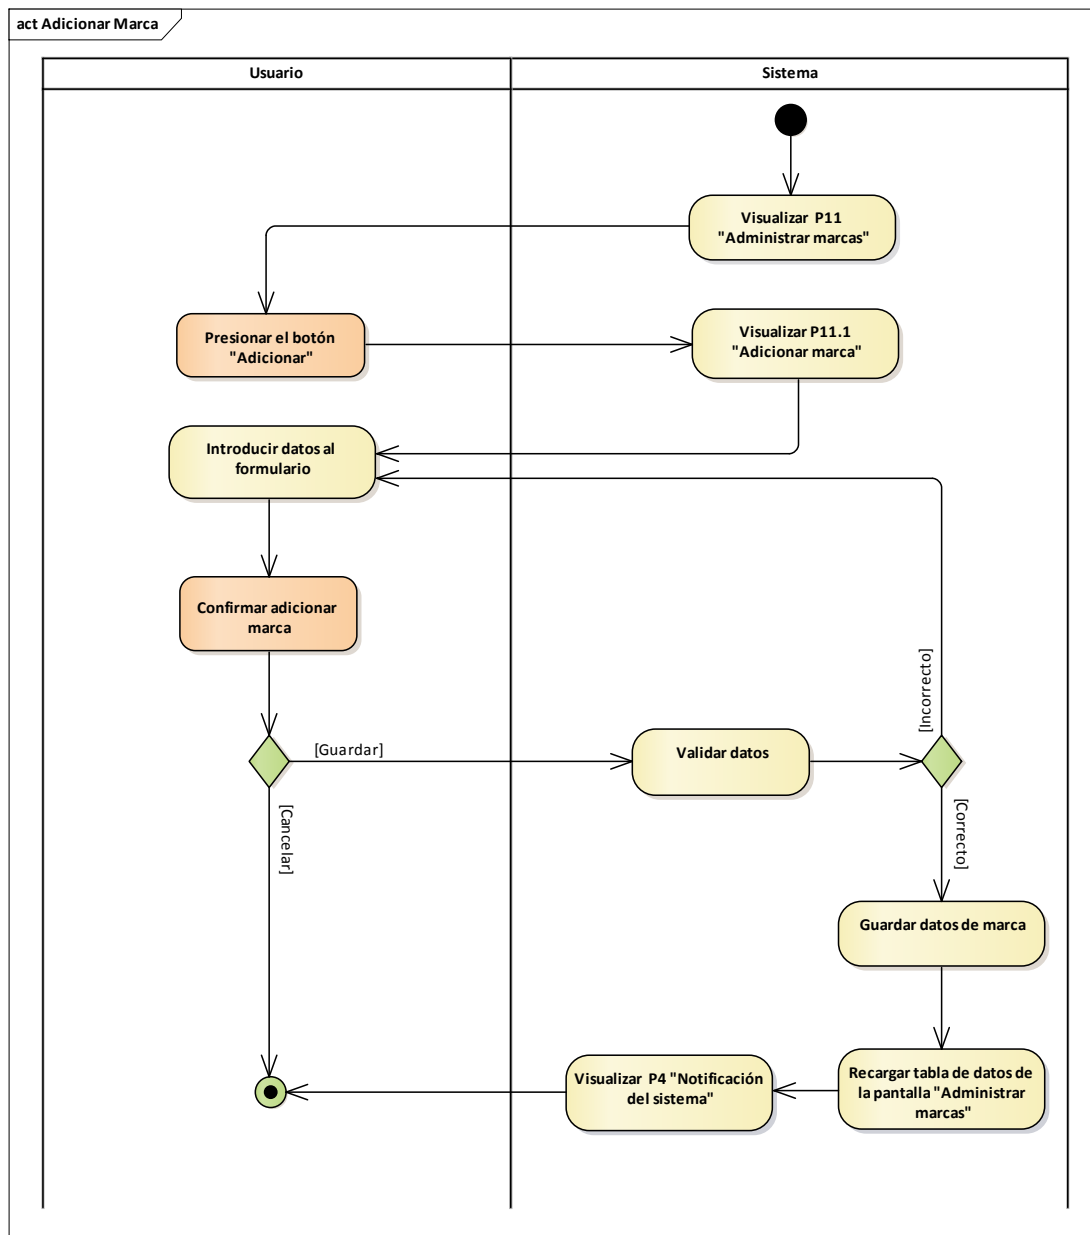 act Adicionar Marca
Usuario
Sistema
Visualizar P11
"Administrar marcas"
Presionar el botón
"Adicionar"
Visualizar P11.1
"Adicionar marca"
Introducir datos al
formulario
Confirmar adicionar
marca
[Incorrecto]
[Guardar]
Validar datos
[Cancelar]
[Correcto]
Guardar datos de marca
Visualizar P4 "Notificación
del sistema"
Recargar tabla de datos de
la pantalla "Administrar
marcas"